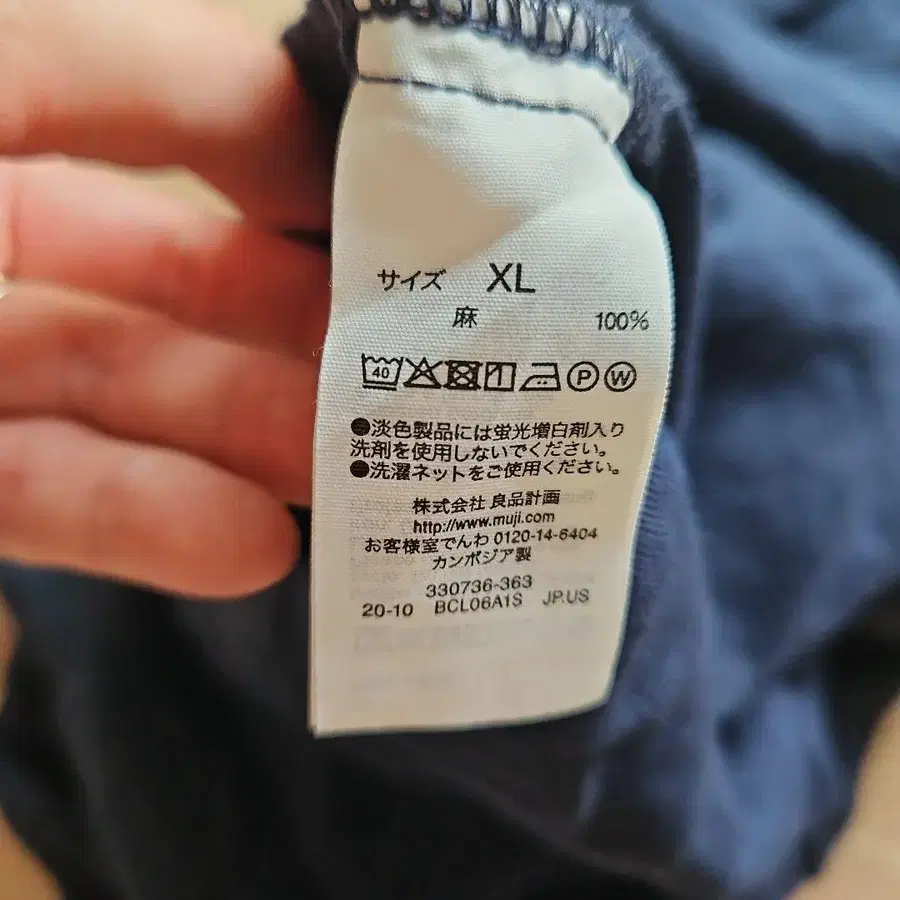 サイズ XL
麻 100%
40 P W
●淡色製品には蛍光増白剤入り
洗剤を使用しないでください。
●洗濯ネットをご使用ください。
株式会社 良品計画
http://www.muji.com
お客様室でんわ 0120-14-6404
カンボジア製
330736-363
20-10 BCL06A1S JP.US